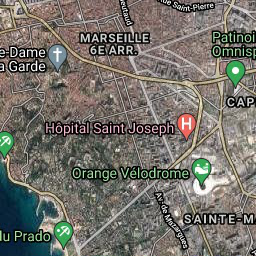 Rue Saint-Pierre
MARSEILLE
6E ARR.
Patinoi
Omnisp
e-Dame
a Garde
CAP
Hôpital Saint Joseph
Orange Vélodrome
Av. de Mazargues
SAINTE-M
du Prado